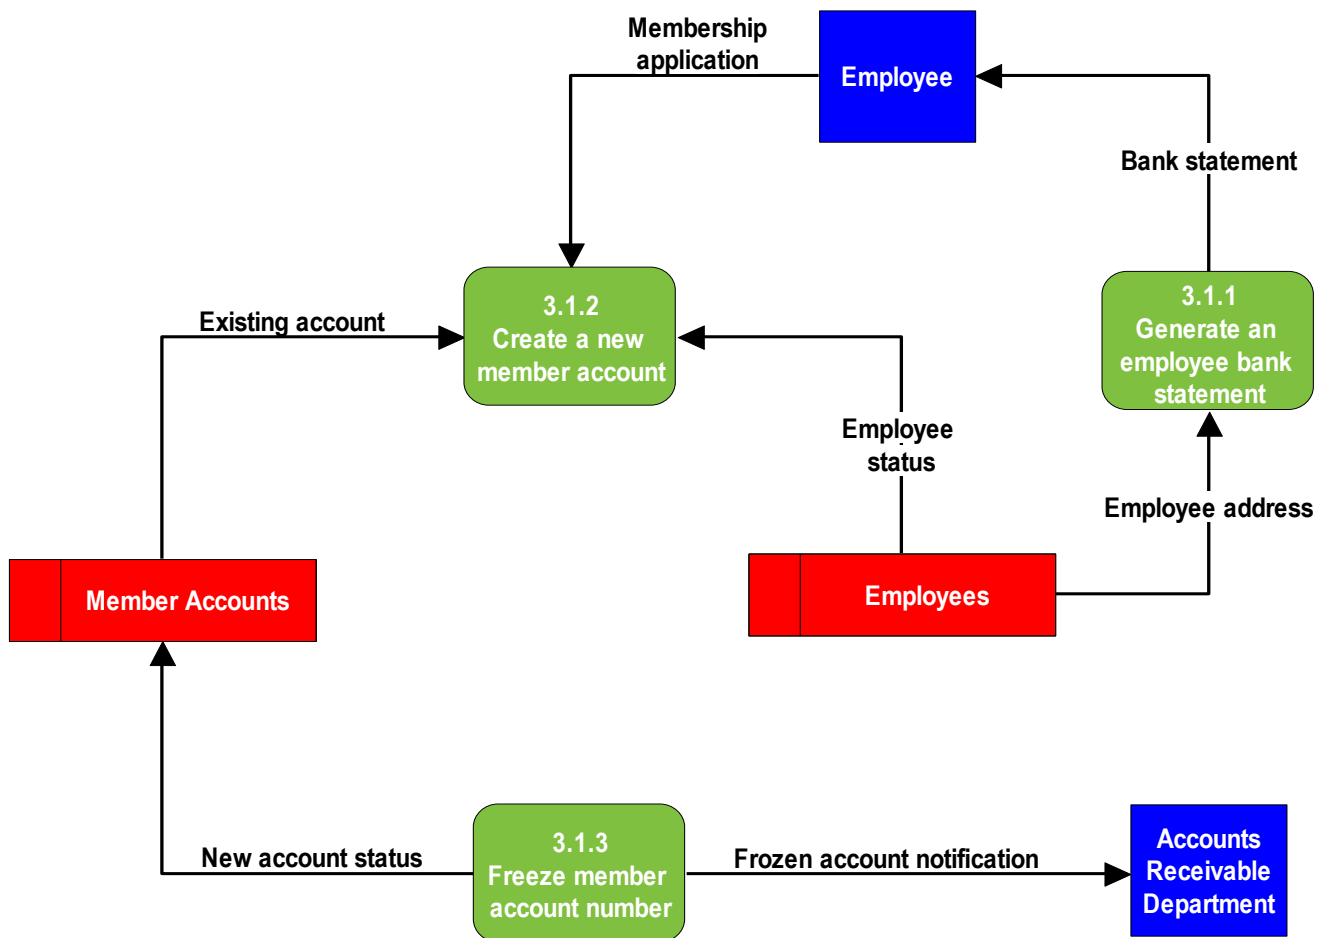 Membership
application
Employee
Bank statement
3.1.2
Create a new
member account
3.1.1
Generate an
employee bank
statement
Existing account
Employee
status
Employee address
Member Accounts
Employees
3.1.3
Freeze member
account number
New account status
Frozen account notification
Accounts
Receivable
Department